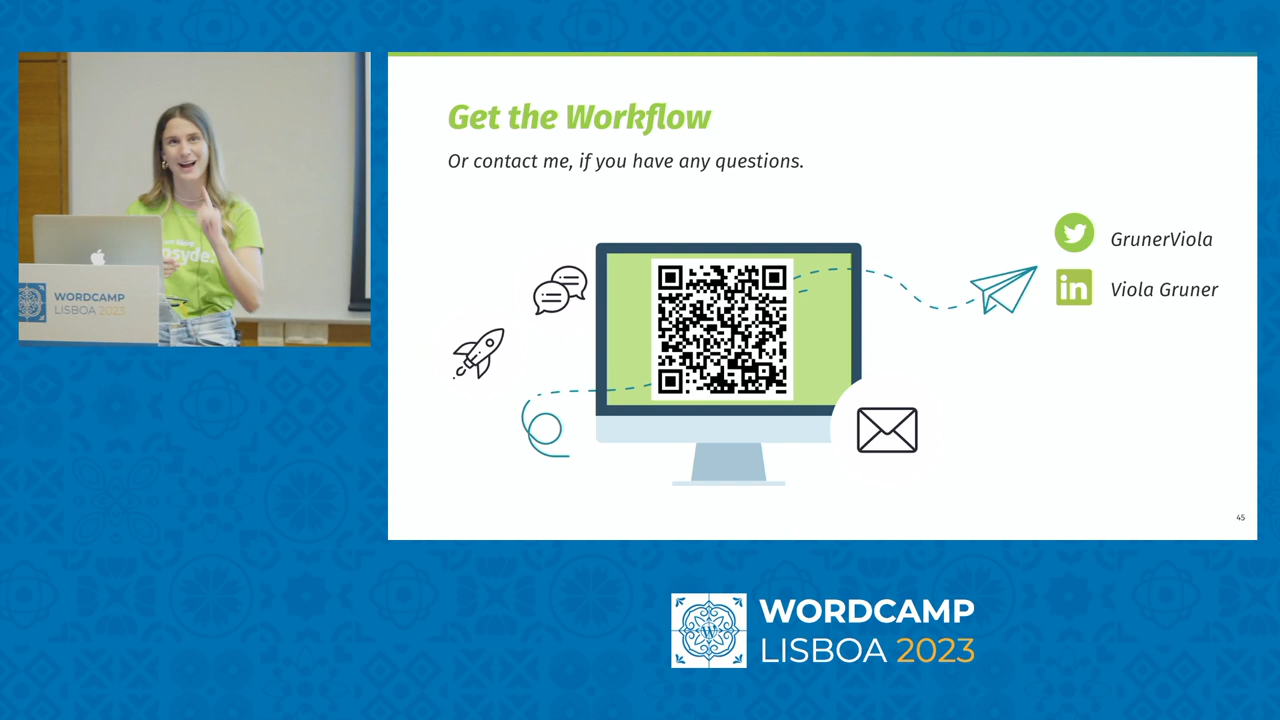 Get the Workflow
Or contact me, if you have any questions.
GrunerViola
in
Viola Gruner
45
WORDCAMP
LISBOA 2023
WORDCAMP
LISBOA 2023